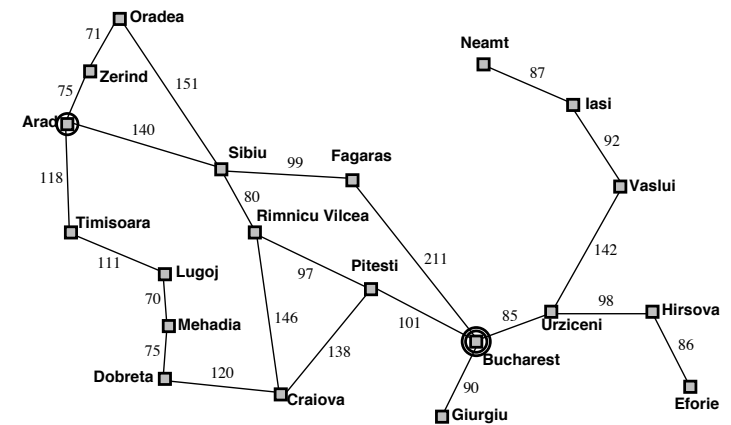 Oradea
71
Neamt
Zerind
87
151
75
Iasi
Arad
140
92
Sibiu
Fagaras
99
118
Vaslui
80
Timisoara
Rimnicu Vilcea
142
111
211
Lugoj
97
Pitesti
70
98
Hirsova
146
85
Mehadia
101
Urziceni
138
86
75
Bucharest
120
Dobreta
90
Craiova
Eforie
Giurgiu